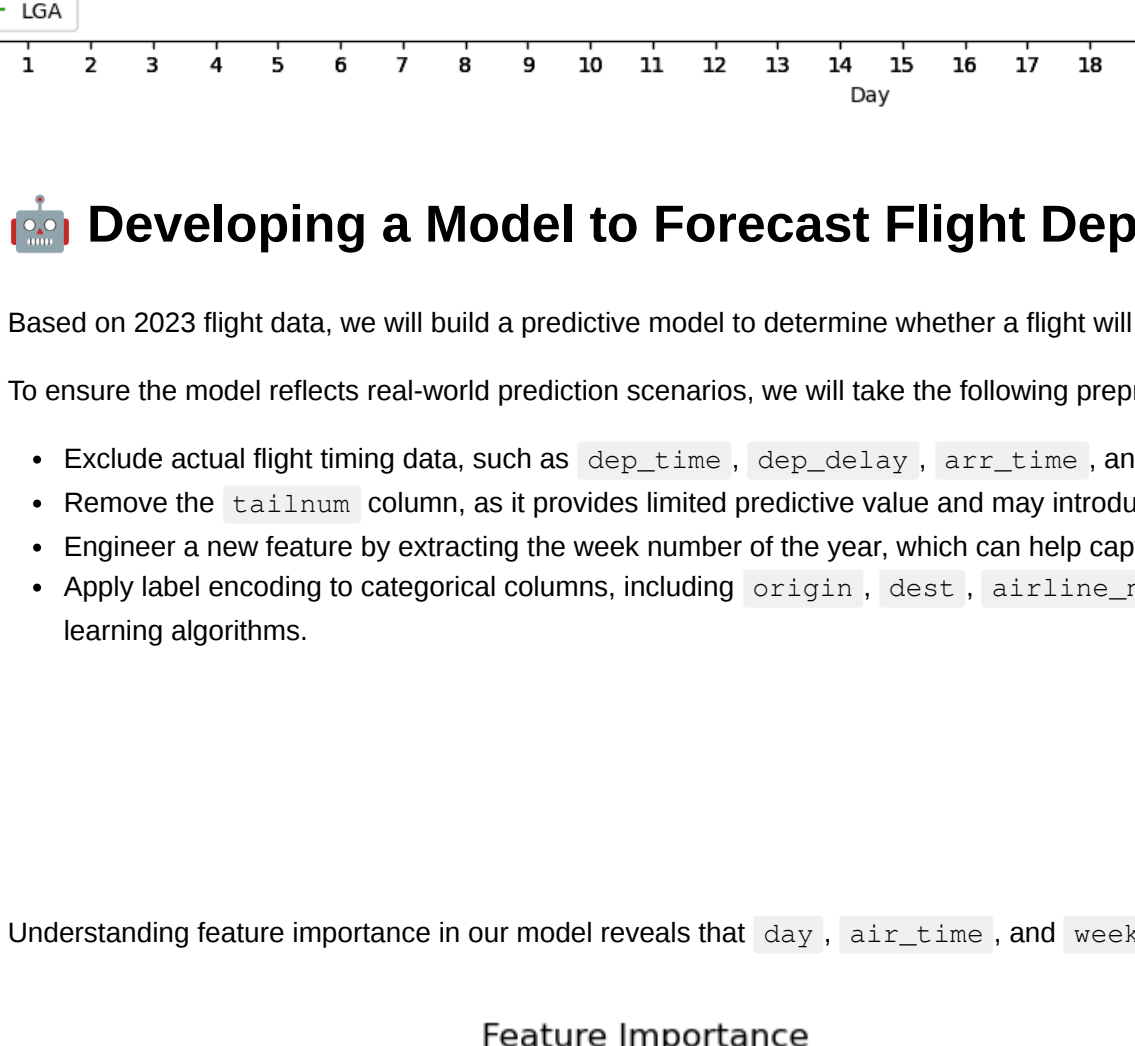 LGA
1 2 3 4 5 6 7 8 9 10 11 12 13 14 15 16 17 18
Day
Developing a Model to Forecast Flight Dep
Based on 2023 flight data, we will build a predictive model to determine whether a flight will
To ensure the model reflects real-world prediction scenarios, we will take the following prepr
• Exclude actual flight timing data, such as dep_time, dep_delay, arr_time, an
• Remove the tailnum column, as it provides limited predictive value and may introdu
• Engineer a new feature by extracting the week number of the year, which can help cap
• Apply label encoding to categorical columns, including origin, dest, airline_n
learning algorithms.
Understanding feature importance in our model reveals that day, air_time, and week
Feature Importance